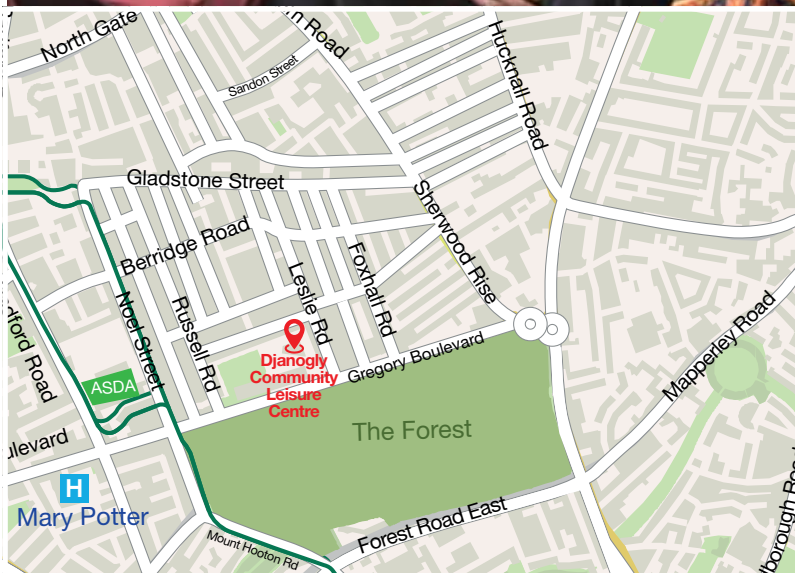 North Gate
n Road
Sandon Street
Hucknall Road
Gladstone Street
Sherwood Rise
Berridge Road
Foxhall Rd
Leslie Rd
Noel Street
Russell Rd
dford Road
Mapperley Road
Djanogly
Community
Leisure
Centre
Gregory Boulevard
ASDA
The Forest
ulevard
H
Mary Potter
Forest Road East
Mount Hooton Rd
lborough Road